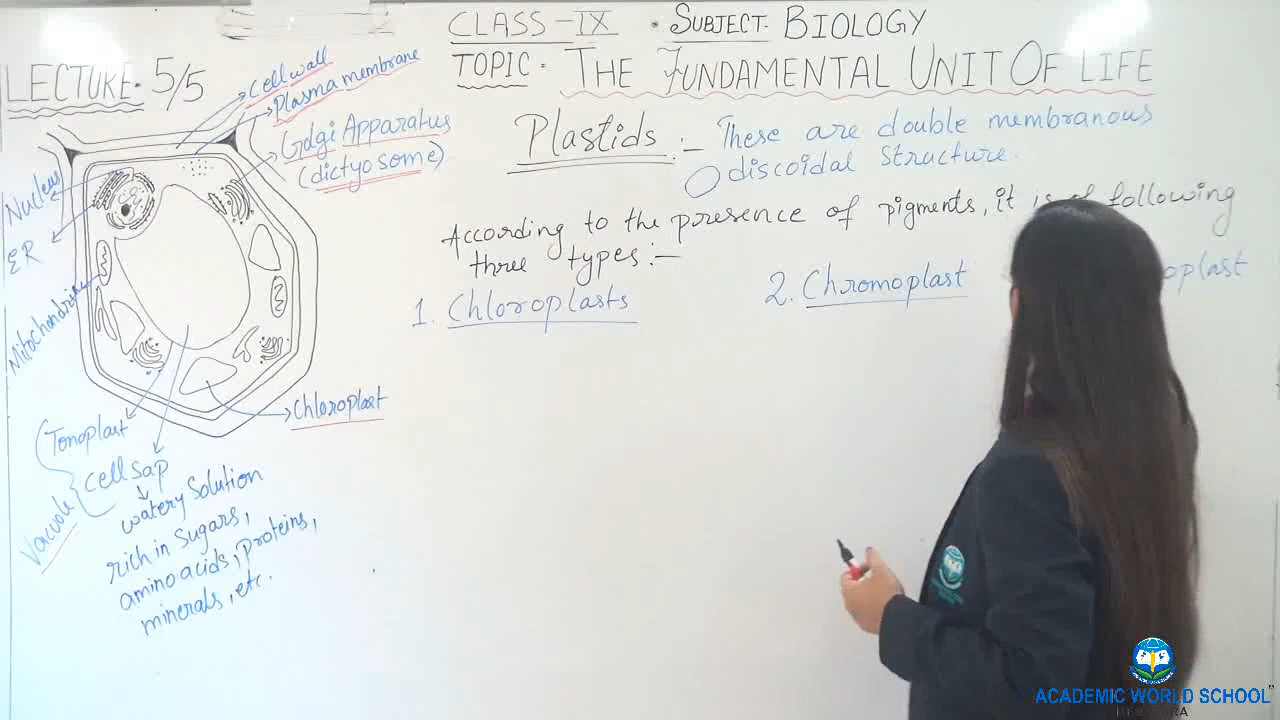 CLASS - IX • SUBJECT. BIOLOGY
LECTURE. 5/5
TOPIC. THE FUNDAMENTAL UNIT OF LIFE
Cell wall
Plasma membrane
Golgi Apparatus
(dictyosome)
Nucleus
ER
Mitochondria
Chloroplast
Tonoplast
Cell sap
Vacuole
watery solution
rich in sugars,
amino acids, proteins,
minerals, etc.
Plastids :- These are double membranous
discoidal structure.
According to the presence of pigments, it is of following
three types :-
1. Chloroplasts
2. Chromoplast
oplast
ACADEMIC WORLD SCHOOL